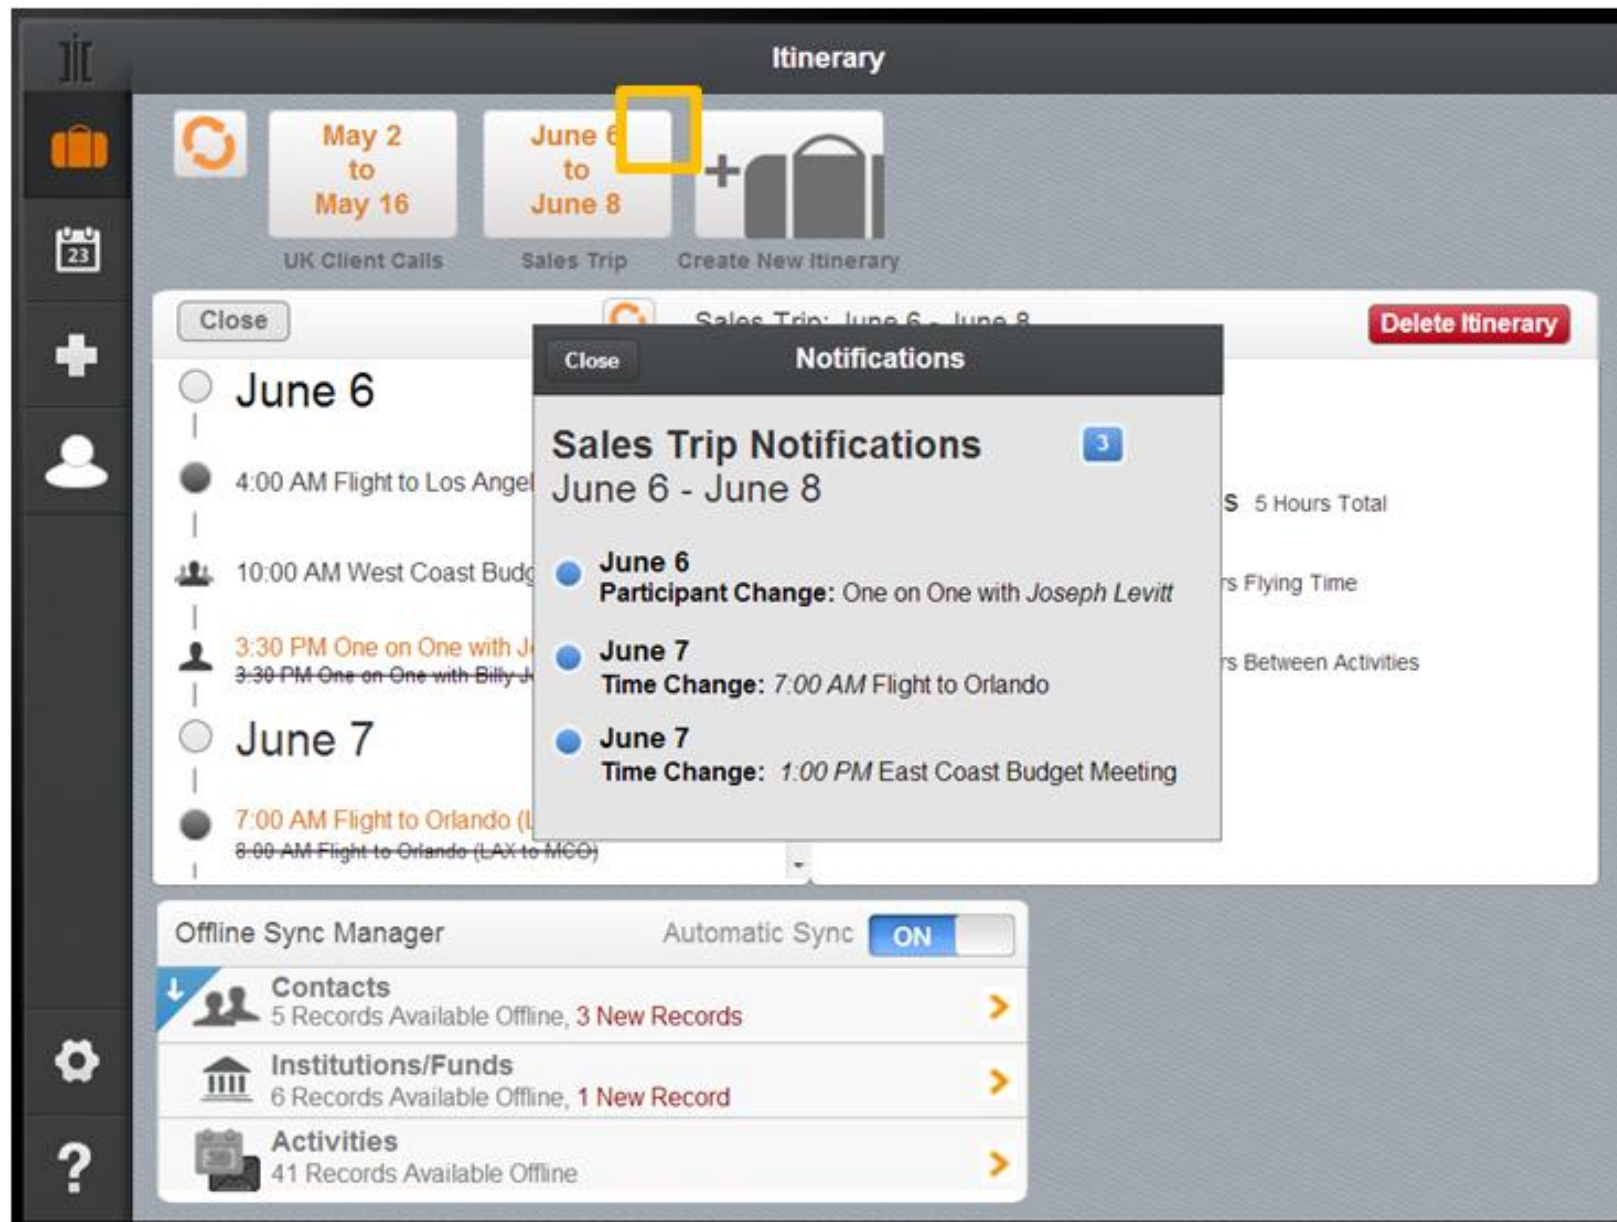 Itinerary
May 2
to
May 16
June 6
to
June 8
+
UK Client Calls
Sales Trip
Create New Itinerary
23
Close
Sales Trip: June 6 - June 8
Delete Itinerary
June 6
4:00 AM Flight to Los Angel
10:00 AM West Coast Budg
3:30 PM One on One with J
3:30 PM One on One with Billy J
June 7
7:00 AM Flight to Orlando (L
8:00 AM Flight to Orlando (LAX to MCO)
Close
Notifications
Sales Trip Notifications
3
June 6 - June 8
June 6
Participant Change: One on One with Joseph Levitt
June 7
Time Change: 7:00 AM Flight to Orlando
June 7
Time Change: 1:00 PM East Coast Budget Meeting
s 5 Hours Total
rs Flying Time
rs Between Activities
Offline Sync Manager
Automatic Sync
ON
Contacts
5 Records Available Offline, 3 New Records
Institutions/Funds
6 Records Available Offline, 1 New Record
Activities
41 Records Available Offline
?